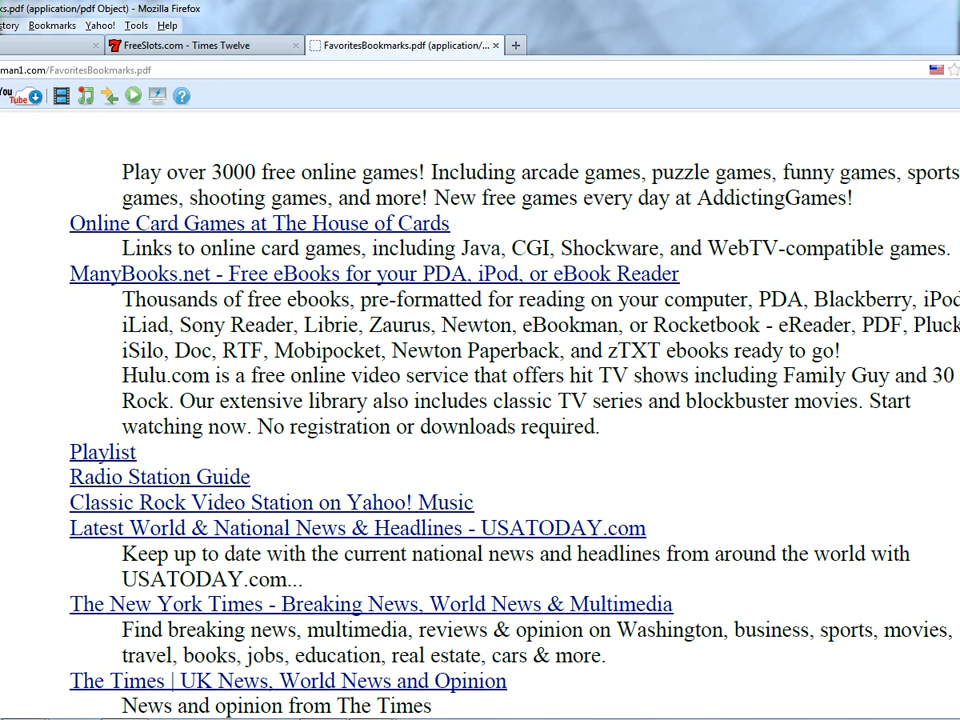 ks.pdf (application/pdf Object) - Mozilla Firefox
story Bookmarks Yahoo! Tools Help
FreeSlots.com - Times Twelve
FavoritesBookmarks.pdf (application/...
man1.com/FavoritesBookmarks.pdf
You Tube
Play over 3000 free online games! Including arcade games, puzzle games, funny games, sports
games, shooting games, and more! New free games every day at AddictingGames!
Online Card Games at The House of Cards
Links to online card games, including Java, CGI, Shockware, and WebTV-compatible games.
ManyBooks.net - Free eBooks for your PDA, iPod, or eBook Reader
Thousands of free ebooks, pre-formatted for reading on your computer, PDA, Blackberry, iPod
iLiad, Sony Reader, Librie, Zaurus, Newton, eBookman, or Rocketbook - eReader, PDF, Pluck
iSilo, Doc, RTF, Mobipocket, Newton Paperback, and zTXT ebooks ready to go!
Hulu.com is a free online video service that offers hit TV shows including Family Guy and 30
Rock. Our extensive library also includes classic TV series and blockbuster movies. Start
watching now. No registration or downloads required.
Playlist
Radio Station Guide
Classic Rock Video Station on Yahoo! Music
Latest World & National News & Headlines - USATODAY.com
Keep up to date with the current national news and headlines from around the world with
USATODAY.com...
The New York Times - Breaking News, World News & Multimedia
Find breaking news, multimedia, reviews & opinion on Washington, business, sports, movies,
travel, books, jobs, education, real estate, cars & more.
The Times | UK News, World News and Opinion
News and opinion from The Times